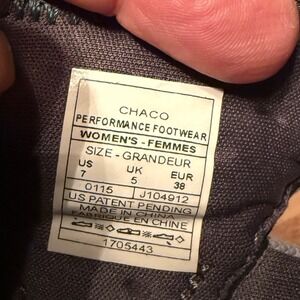 CHACO
PERFORMANCE FOOTWEAR
WOMEN'S - FEMMES
SIZE - GRANDEUR
US UK EUR
7 5 38
0115 J104912
US PATENT PENDING
MADE IN CHINA
FABRIQUE EN CHINE
1705443